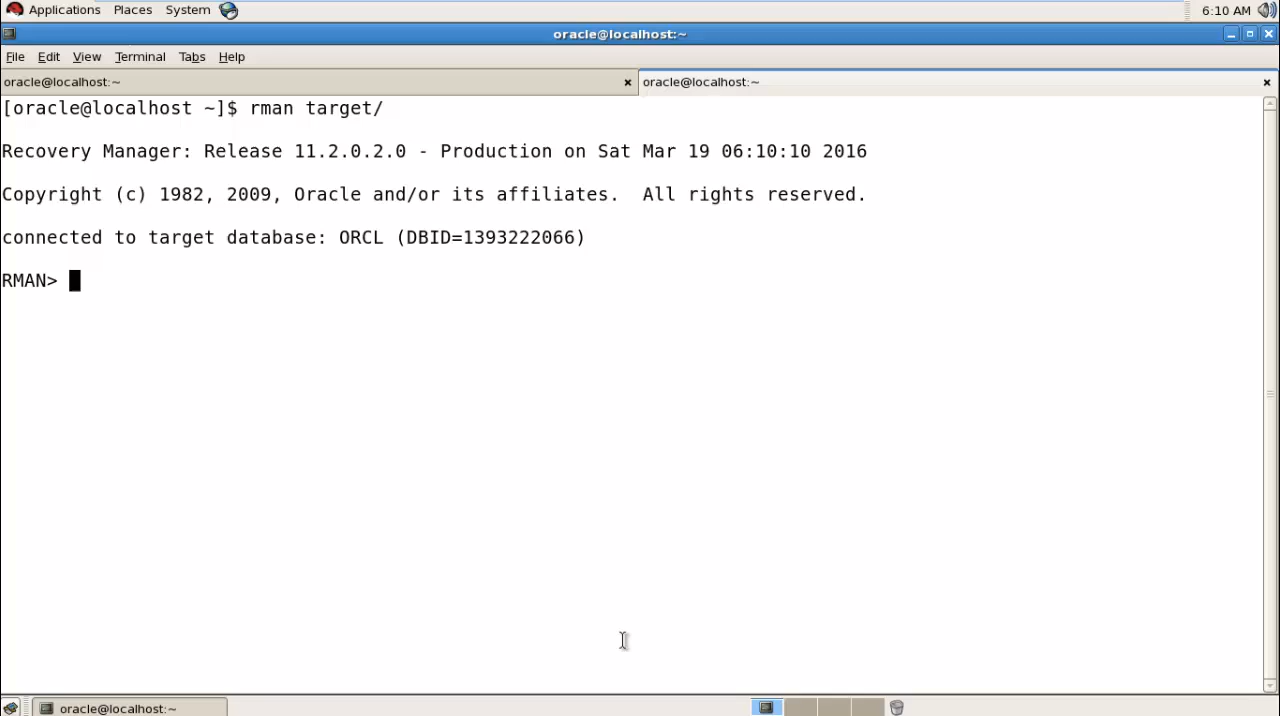 Applications Places System 6:10 AM
oracle@localhost:~
File Edit View Terminal Tabs Help
oracle@localhost:~ oracle@localhost:~
[oracle@localhost ~]$ rman target/
Recovery Manager: Release 11.2.0.2.0 - Production on Sat Mar 19 06:10:10 2016
Copyright (c) 1982, 2009, Oracle and/or its affiliates.  All rights reserved.
connected to target database: ORCL (DBID=1393222066)
RMAN>
oracle@localhost:~